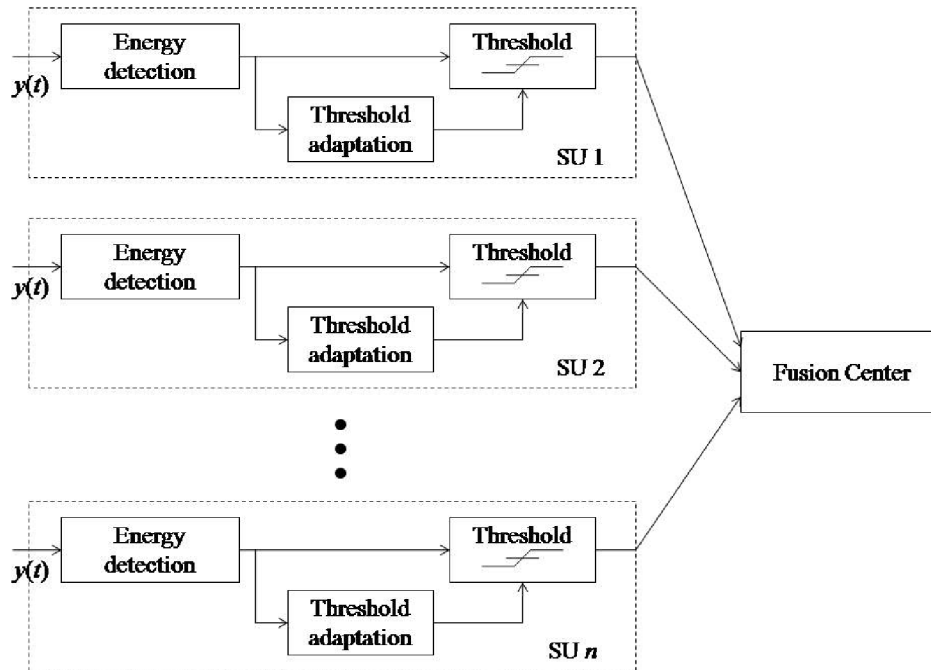 Energy
detection
Threshold
y(t)
Threshold
adaptation
SU 1
Energy
detection
Threshold
y(t)
Threshold
adaptation
SU 2
Fusion Center
Energy
detection
Threshold
y(t)
Threshold
adaptation
SU n